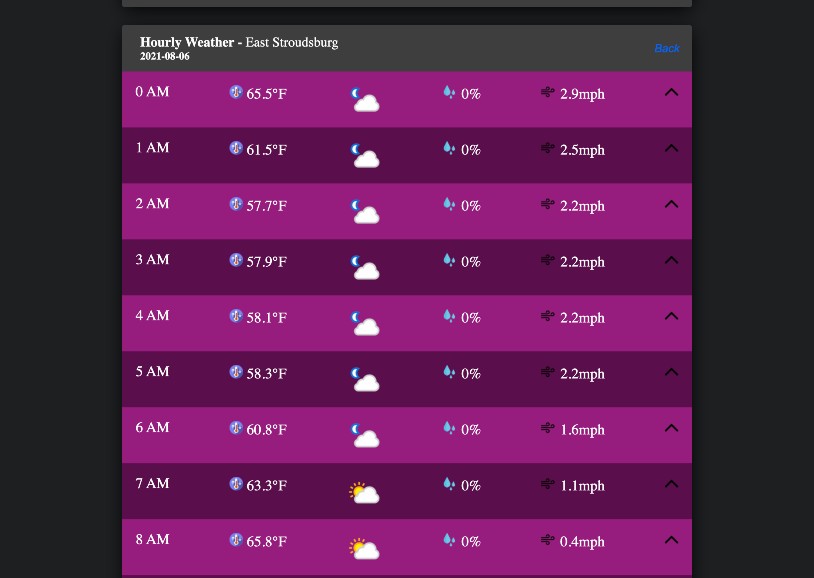 Hourly Weather - East Stroudsburg
2021-08-06
Back
0 AM 65.5°F 0% 2.9mph
1 AM 61.5°F 0% 2.5mph
2 AM 57.7°F 0% 2.2mph
3 AM 57.9°F 0% 2.2mph
4 AM 58.1°F 0% 2.2mph
5 AM 58.3°F 0% 2.2mph
6 AM 60.8°F 0% 1.6mph
7 AM 63.3°F 0% 1.1mph
8 AM 65.8°F 0% 0.4mph